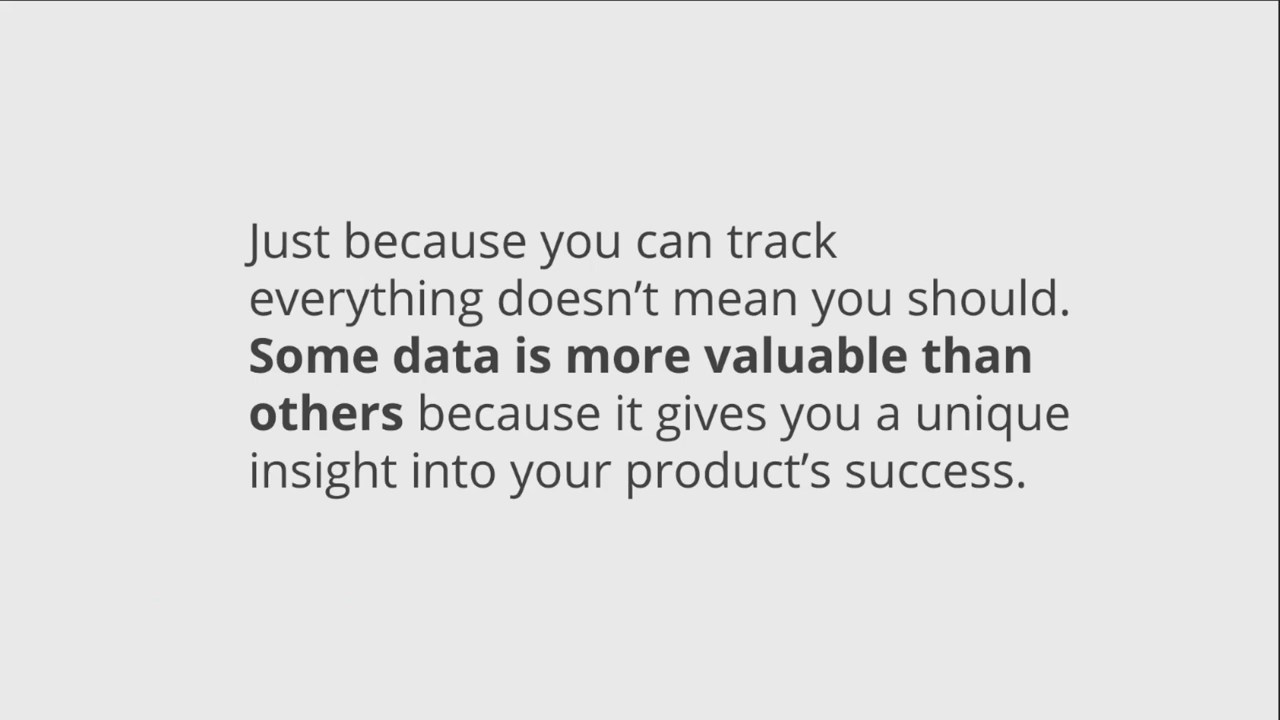 Just because you can track
everything doesn’t mean you should.
Some data is more valuable than
others because it gives you a unique
insight into your product’s success.